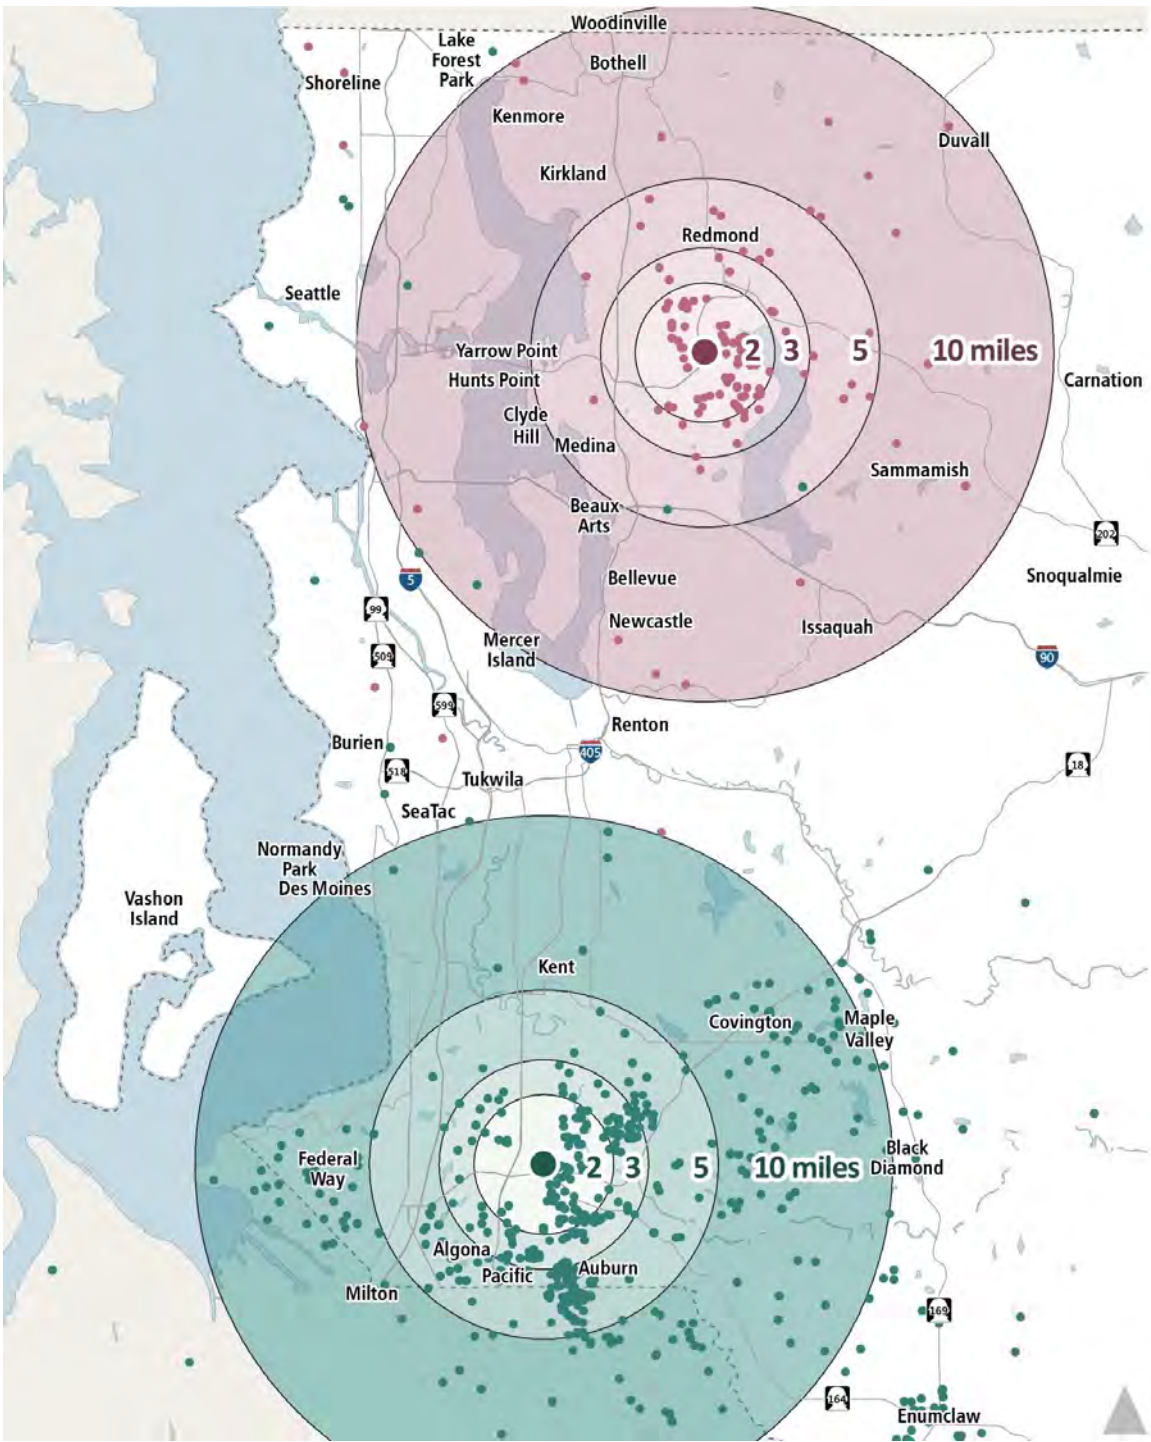 Woodinville
Lake
Forest
Park
Bothell
Shoreline
Kenmore
Duvall
Kirkland
Redmond
Seattle
Yarrow Point
2
3
5
10 miles
Hunts Point
Carnation
Clyde
Hill
Medina
Sammamish
Beaux
Arts
202
5
Bellevue
Snoqualmie
99
Newcastle
Issaquah
Mercer
Island
509
90
599
Renton
Burien
405
518
18
Tukwila
SeaTac
Normandy
Park
Des Moines
Vashon
Island
Kent
Covington
Maple
Valley
Federal
Way
2
3
5
10 miles
Black
Diamond
Algona
Pacific
Auburn
Milton
169
164
Enumclaw